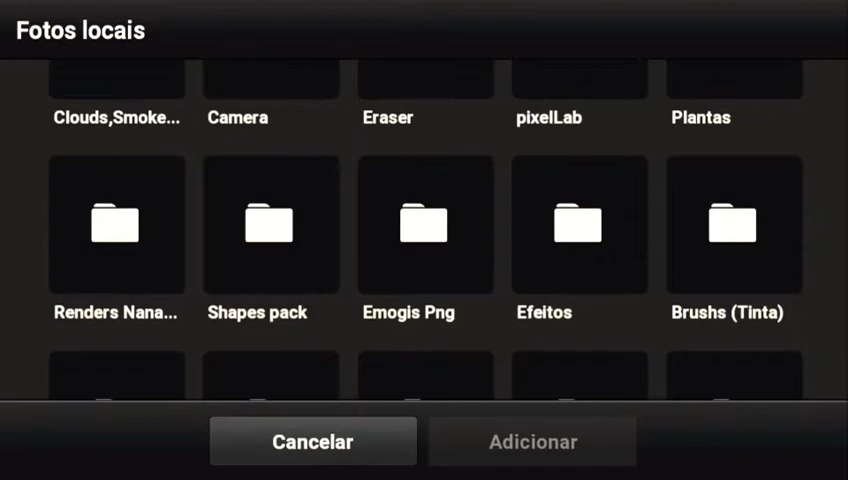 Fotos locais
Clouds,Smoke... Camera Eraser pixelLab Plantas
Renders Nana... Shapes pack Emogis Png Efeitos Brushs (Tinta)
Cancelar Adicionar